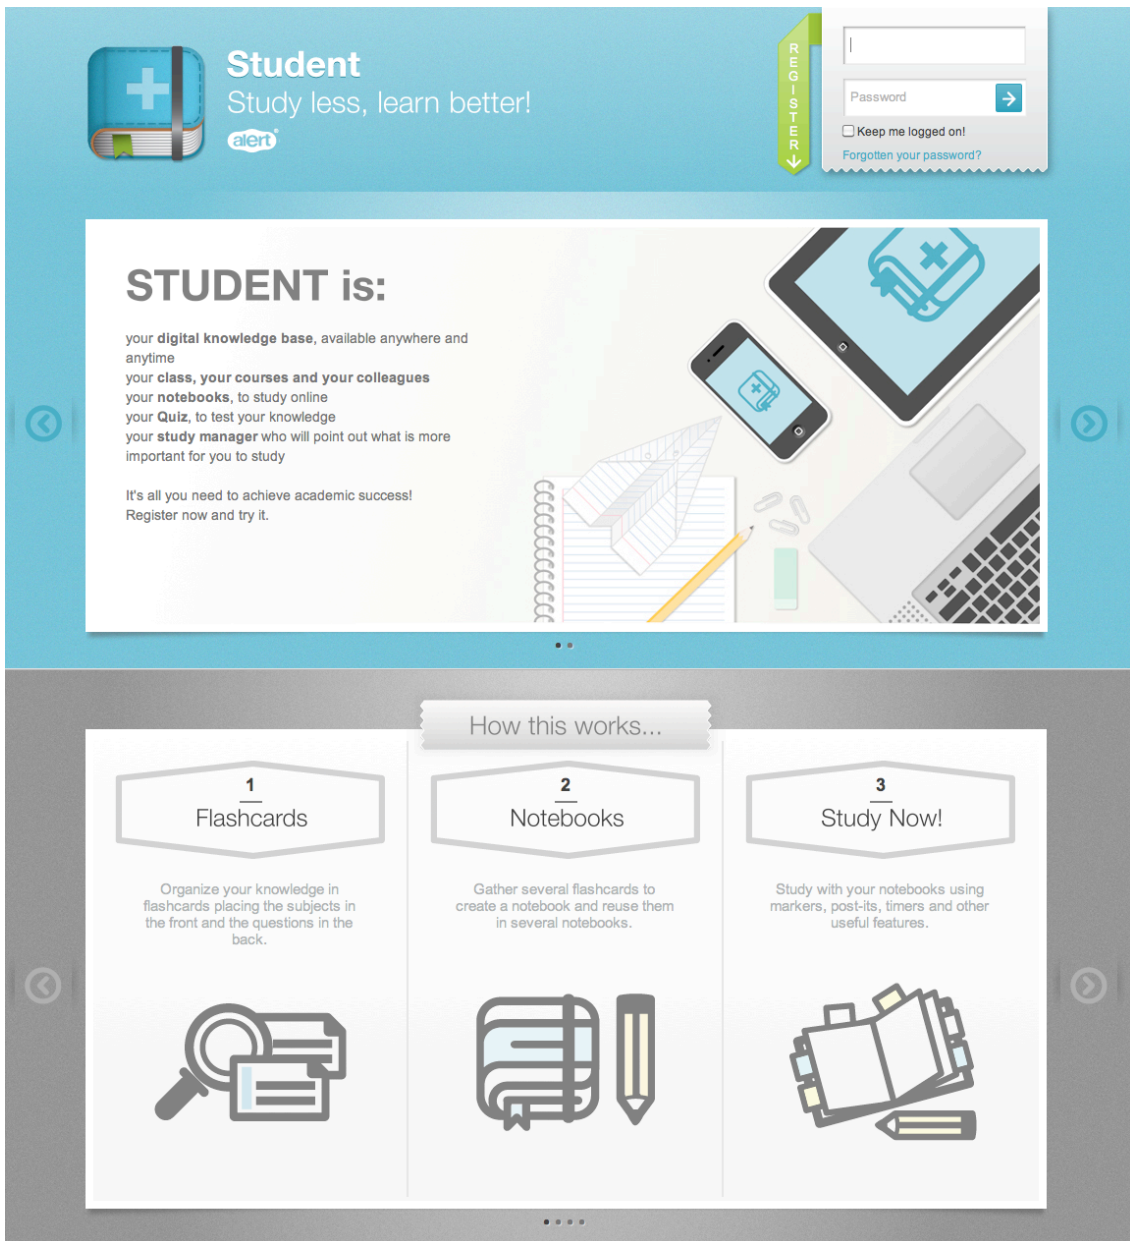 Student
Study less, learn better!
alert
REGISTER
Password
Keep me logged on!
Forgotten your password?
STUDENT is:
your digital knowledge base, available anywhere and
anytime
your class, your courses and your colleagues
your notebooks, to study online
your Quiz, to test your knowledge
your study manager who will point out what is more
important for you to study
It's all you need to achieve academic success!
Register now and try it.
How this works...
1
Flashcards
Organize your knowledge in
flashcards placing the subjects in
the front and the questions in the
back.
2
Notebooks
Gather several flashcards to
create a notebook and reuse them
in several notebooks.
3
Study Now!
Study with your notebooks using
markers, post-its, timers and other
useful features.